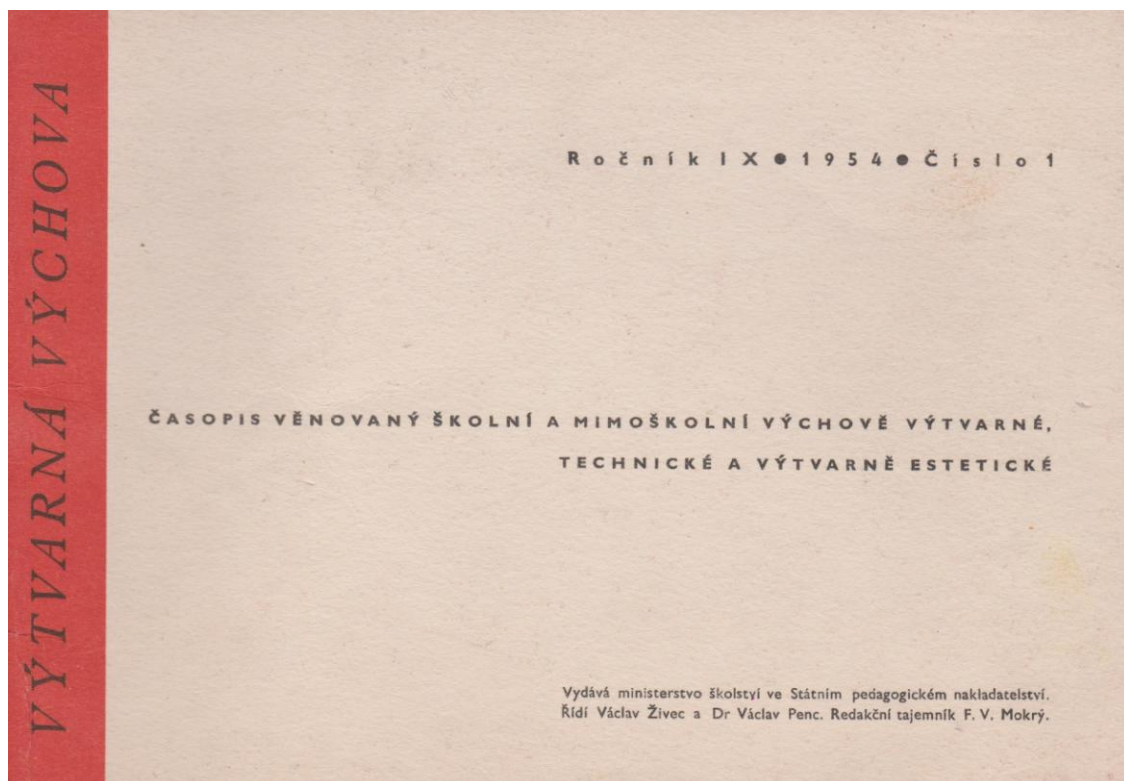 VÝTVARNÁ VÝCHOVA
Ročník IX ● 1954 ● Číslo 1
ČASOPIS VĚNOVANÝ ŠKOLNÍ A MIMOŠKOLNÍ VÝCHOVĚ VÝTVARNÉ,
TECHNICKÉ A VÝTVARNĚ ESTETICKÉ
Vydává ministerstvo školství ve Státním pedagogickém nakladatelství.
Řídí Václav Živec a Dr Václav Penc. Redakční tajemník F. V. Mokrý.